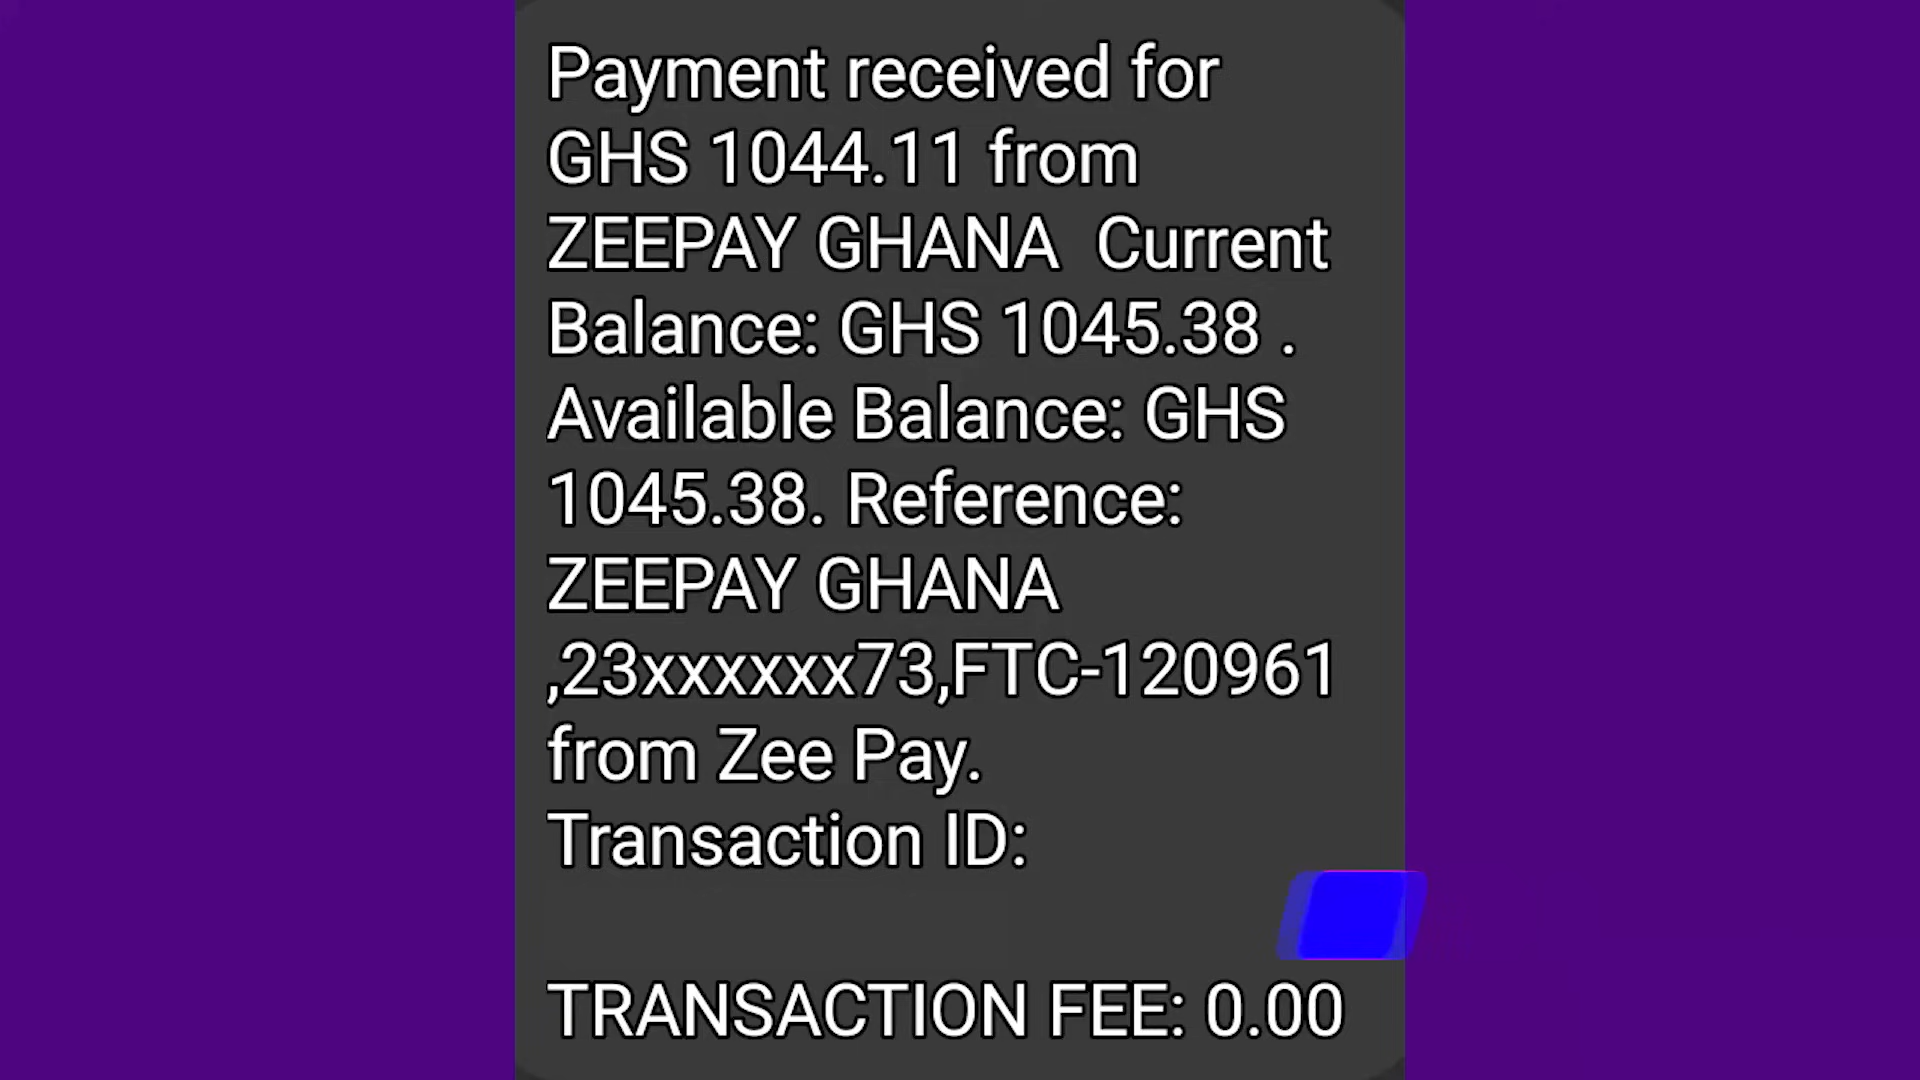 Payment received for
GHS 1044.11 from
ZEEPAY GHANA  Current
Balance: GHS 1045.38 .
Available Balance: GHS
1045.38. Reference:
ZEEPAY GHANA
,23xxxxxx73,FTC-120961
from Zee Pay.
Transaction ID:
TRANSACTION FEE: 0.00